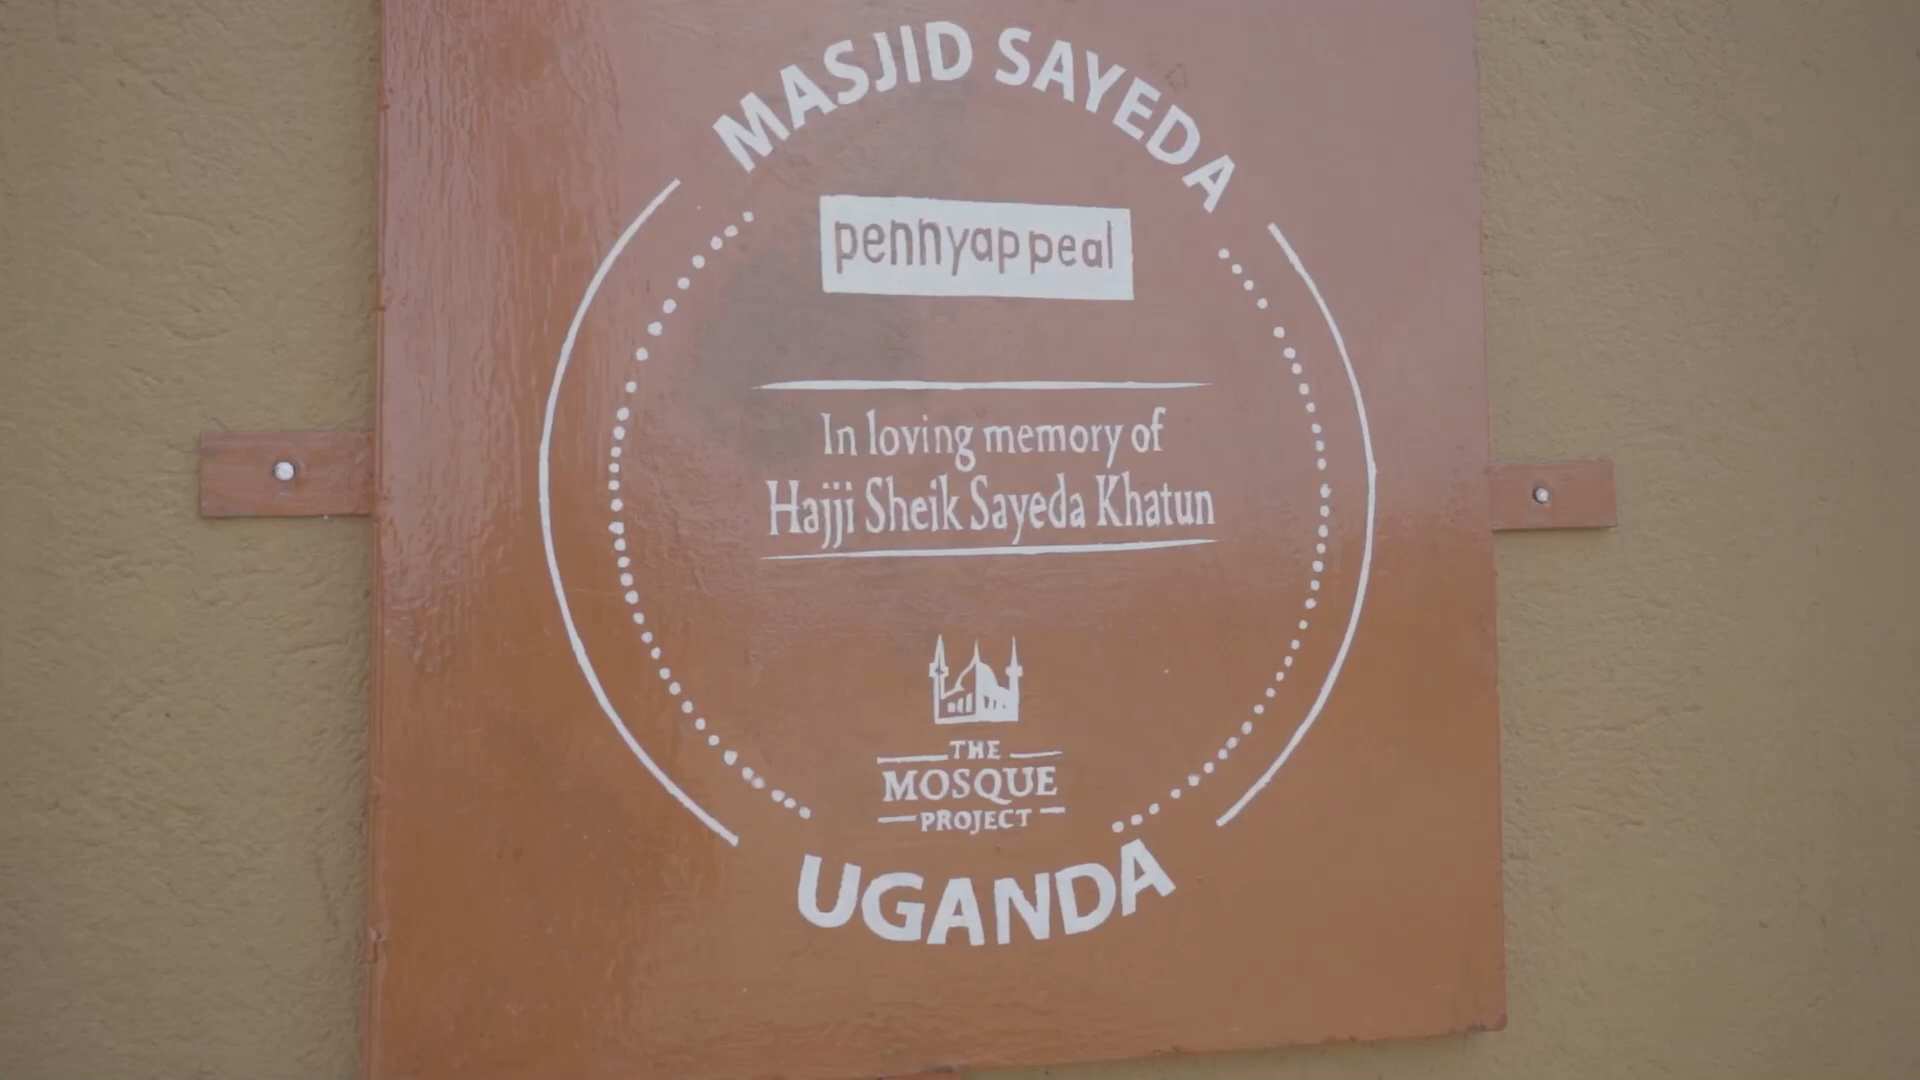 MASJID SAYEDA
pennyappeal
In loving memory of
Hajji Sheik Sayeda Khatun
THE
MOSQUE
PROJECT
UGANDA